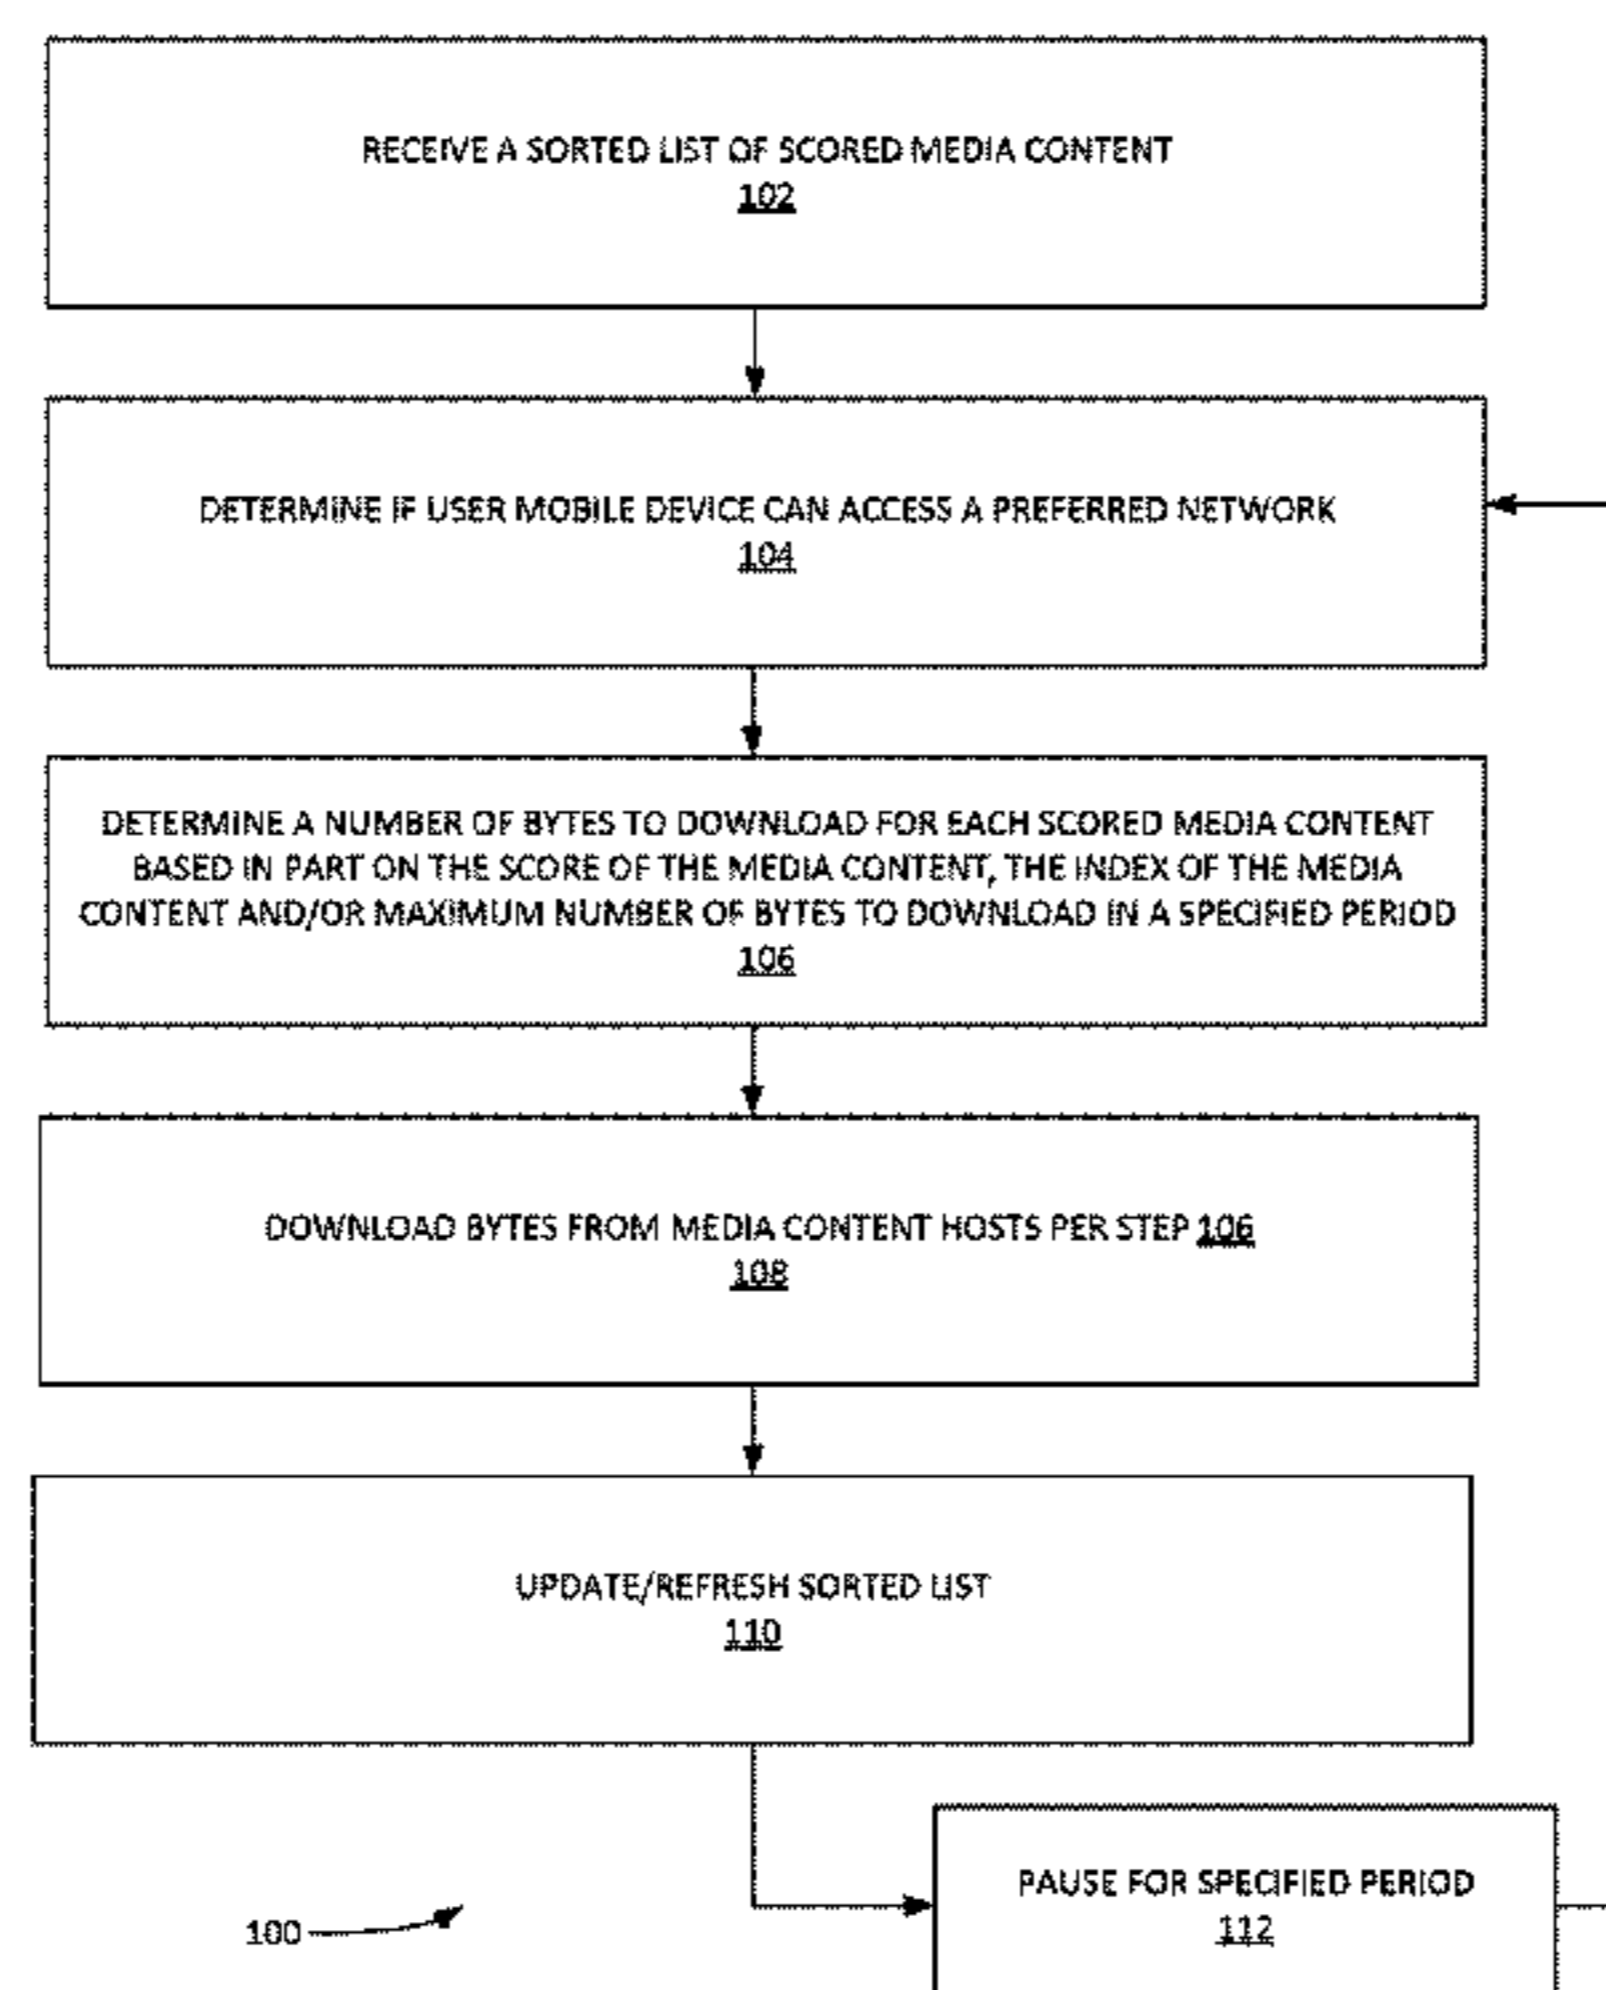 RECEIVE A SORTED LIST OF SCORED MEDIA CONTENT
102
DETERMINE IF USER MOBILE DEVICE CAN ACCESS A PREFERRED NETWORK
104
DETERMINE A NUMBER OF BYTES TO DOWNLOAD FOR EACH SCORED MEDIA CONTENT
BASED IN PART ON THE SCORE OF THE MEDIA CONTENT, THE INDEX OF THE MEDIA
CONTENT AND/OR MAXIMUM NUMBER OF BYTES TO DOWNLOAD IN A SPECIFIED PERIOD
106
DOWNLOAD BYTES FROM MEDIA CONTENT HOSTS PER STEP 106
108
UPDATE/REFRESH SORTED LIST
110
PAUSE FOR SPECIFIED PERIOD
112
100